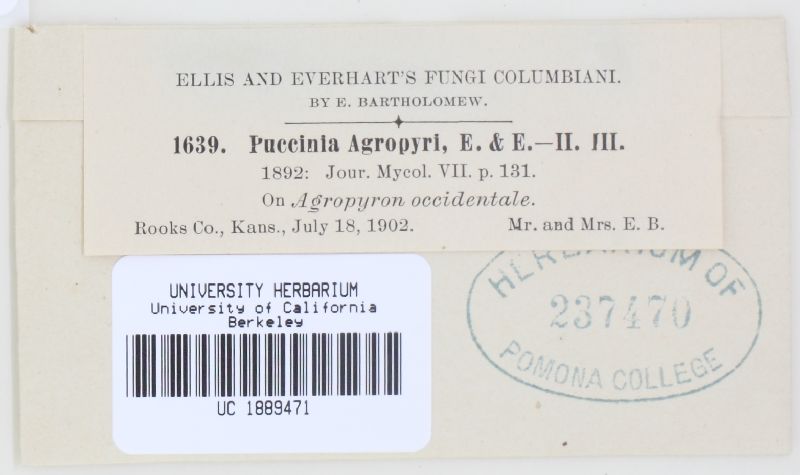 ELLIS AND EVERHART'S FUNGI COLUMBIANI.
BY E. BARTHOLOMEW.
1639. Puccinia Agropyri, E. & E.—II. III.
1892: Jour. Mycol. VII. p. 131.
On Agropyron occidentale.
Rooks Co., Kans., July 18, 1902. Mr. and Mrs. E. B.
UNIVERSITY HERBARIUM
University of California
Berkeley
UC 1889471
HERBARIUM OF
237470
POMONA COLLEGE